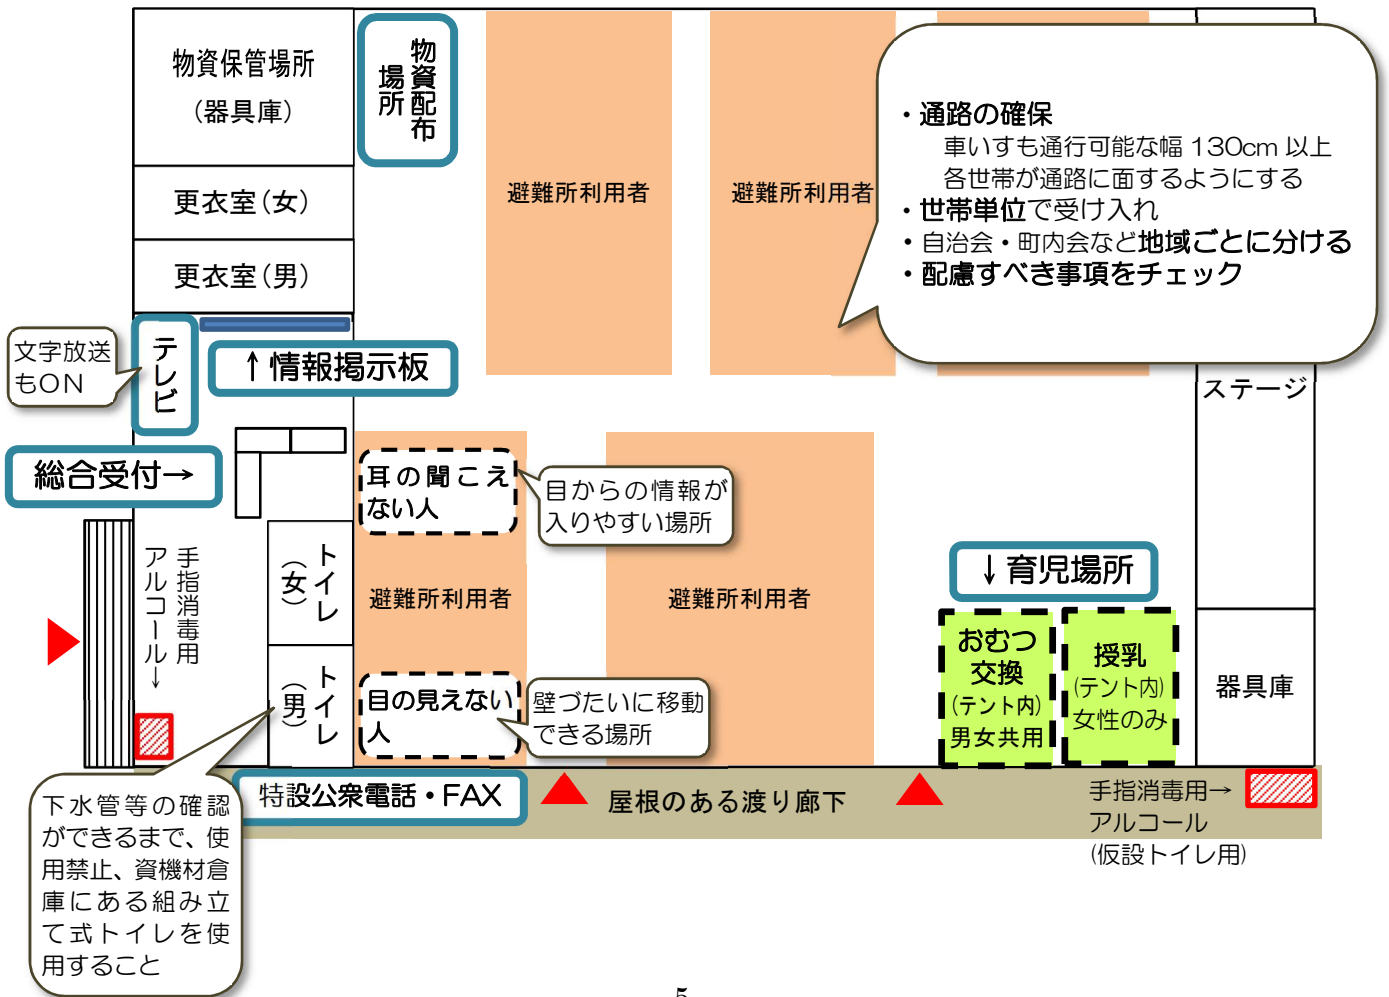 物資保管場所
(器具庫)
物資配布
場所
避難所利用者
避難所利用者
・通路の確保
車いすも通行可能な幅 130cm 以上
各世帯が通路に面するようにする
・世帯単位で受け入れ
・自治会・町内会など地域ごとに分ける
・配慮すべき事項をチェック
更衣室(女)
更衣室(男)
文字放送
もON
テレビ
↑情報掲示板
ステージ
総合受付→
耳の聞こえ
ない人
目からの情報が
入りやすい場所
手指消毒用
アルコール→
トイレ
(女)
避難所利用者
避難所利用者
↓育児場所
トイレ
(男)
目の見えない
人
壁づたいに移動
できる場所
おむつ
交換
(テント内)
男女共用
授乳
(テント内)
女性のみ
器具庫
特設公衆電話・FAX
屋根のある渡り廊下
手指消毒用→
アルコール
(仮設トイレ用)
下水管等の確認
ができるまで、使
用禁止、資機材倉
庫にある組み立
て式トイレを使
用すること
5